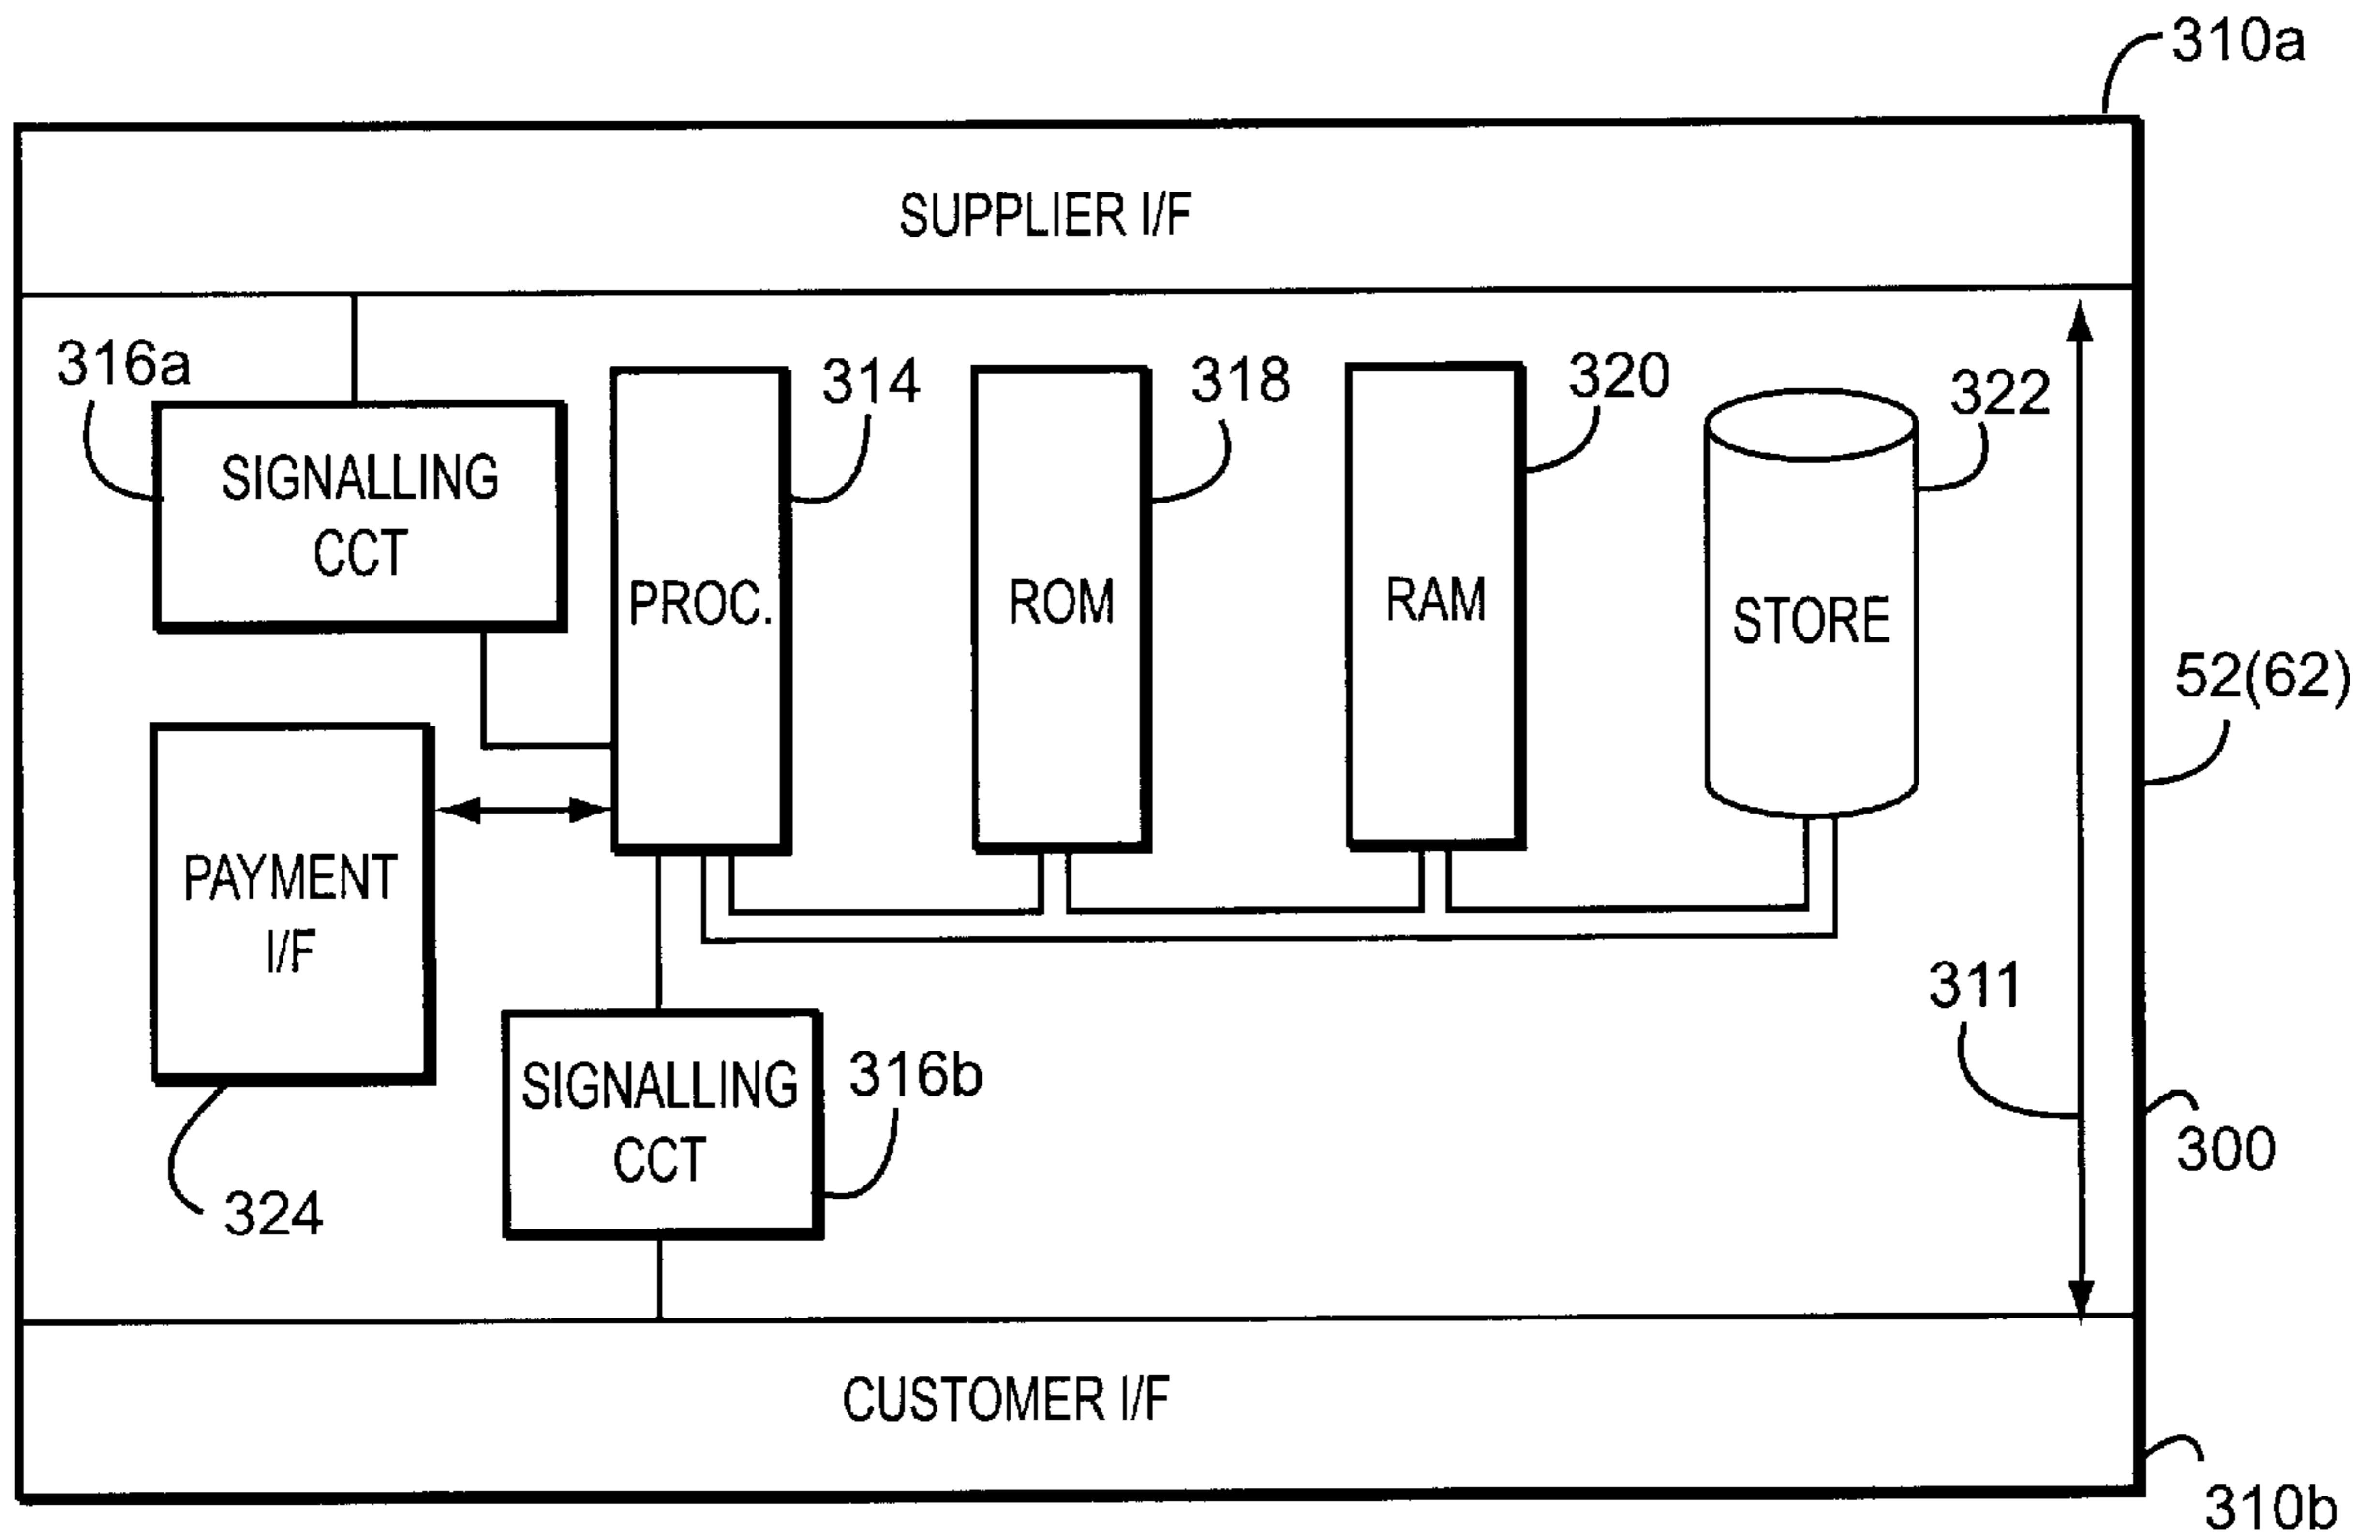 310a
SUPPLIER I/F
316a
314
318
320
322
SIGNALLING
CCT
PROC.
ROM
RAM
STORE
52(62)
PAYMENT
I/F
311
SIGNALLING
CCT
316b
300
324
CUSTOMER I/F
310b